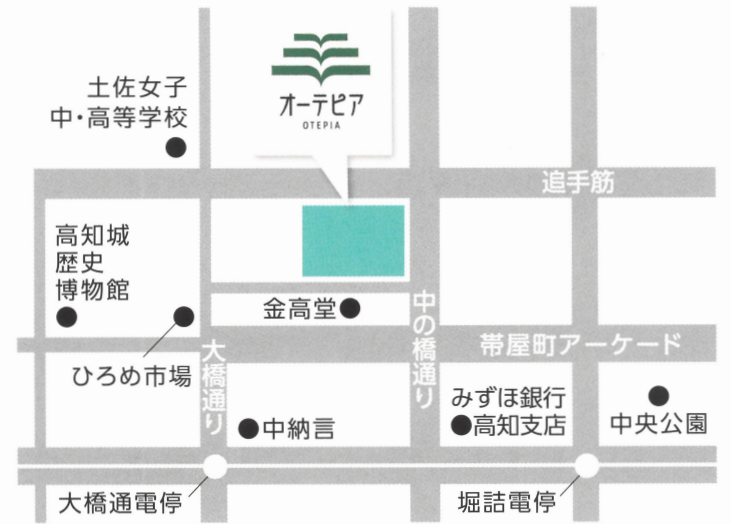 土佐女子
中・高等学校
オーテピア
OTEPIA
追手筋
高知城
歴史
博物館
金高堂
中の橋通り
大橋通り
帯屋町アーケード
ひろめ市場
みずほ銀行
高知支店
中央公園
中納言
大橋通電停
堀詰電停